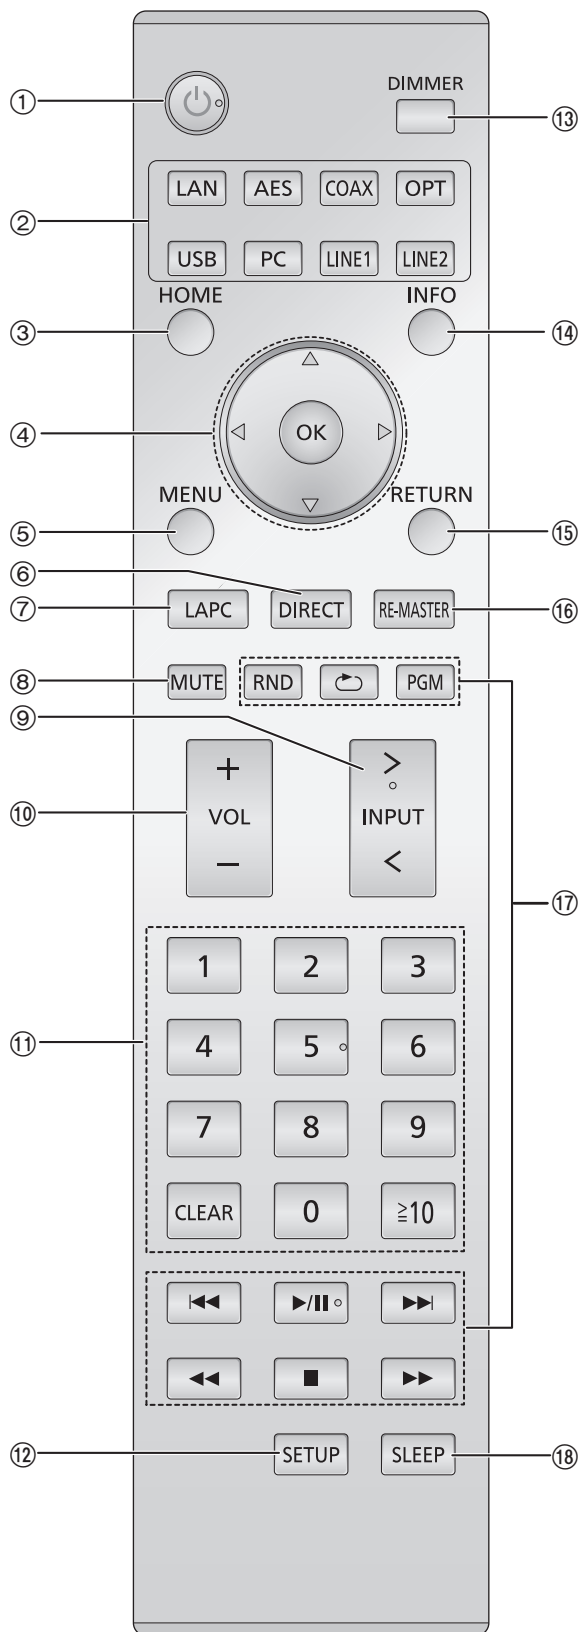 ① DIMMER ⑬
② LAN AES COAX OPT
USB PC LINE1 LINE2
HOME INFO
③ ⑭
④ OK
MENU RETURN
⑤ ⑮
⑥
⑦ LAPC DIRECT RE-MASTER ⑯
⑧ MUTE RND PGM
⑨
⑩ + VOL − > INPUT <
⑰
1 2 3
⑪ 4 5 6
7 8 9
CLEAR 0 ≧10
⑫ SETUP SLEEP ⑱